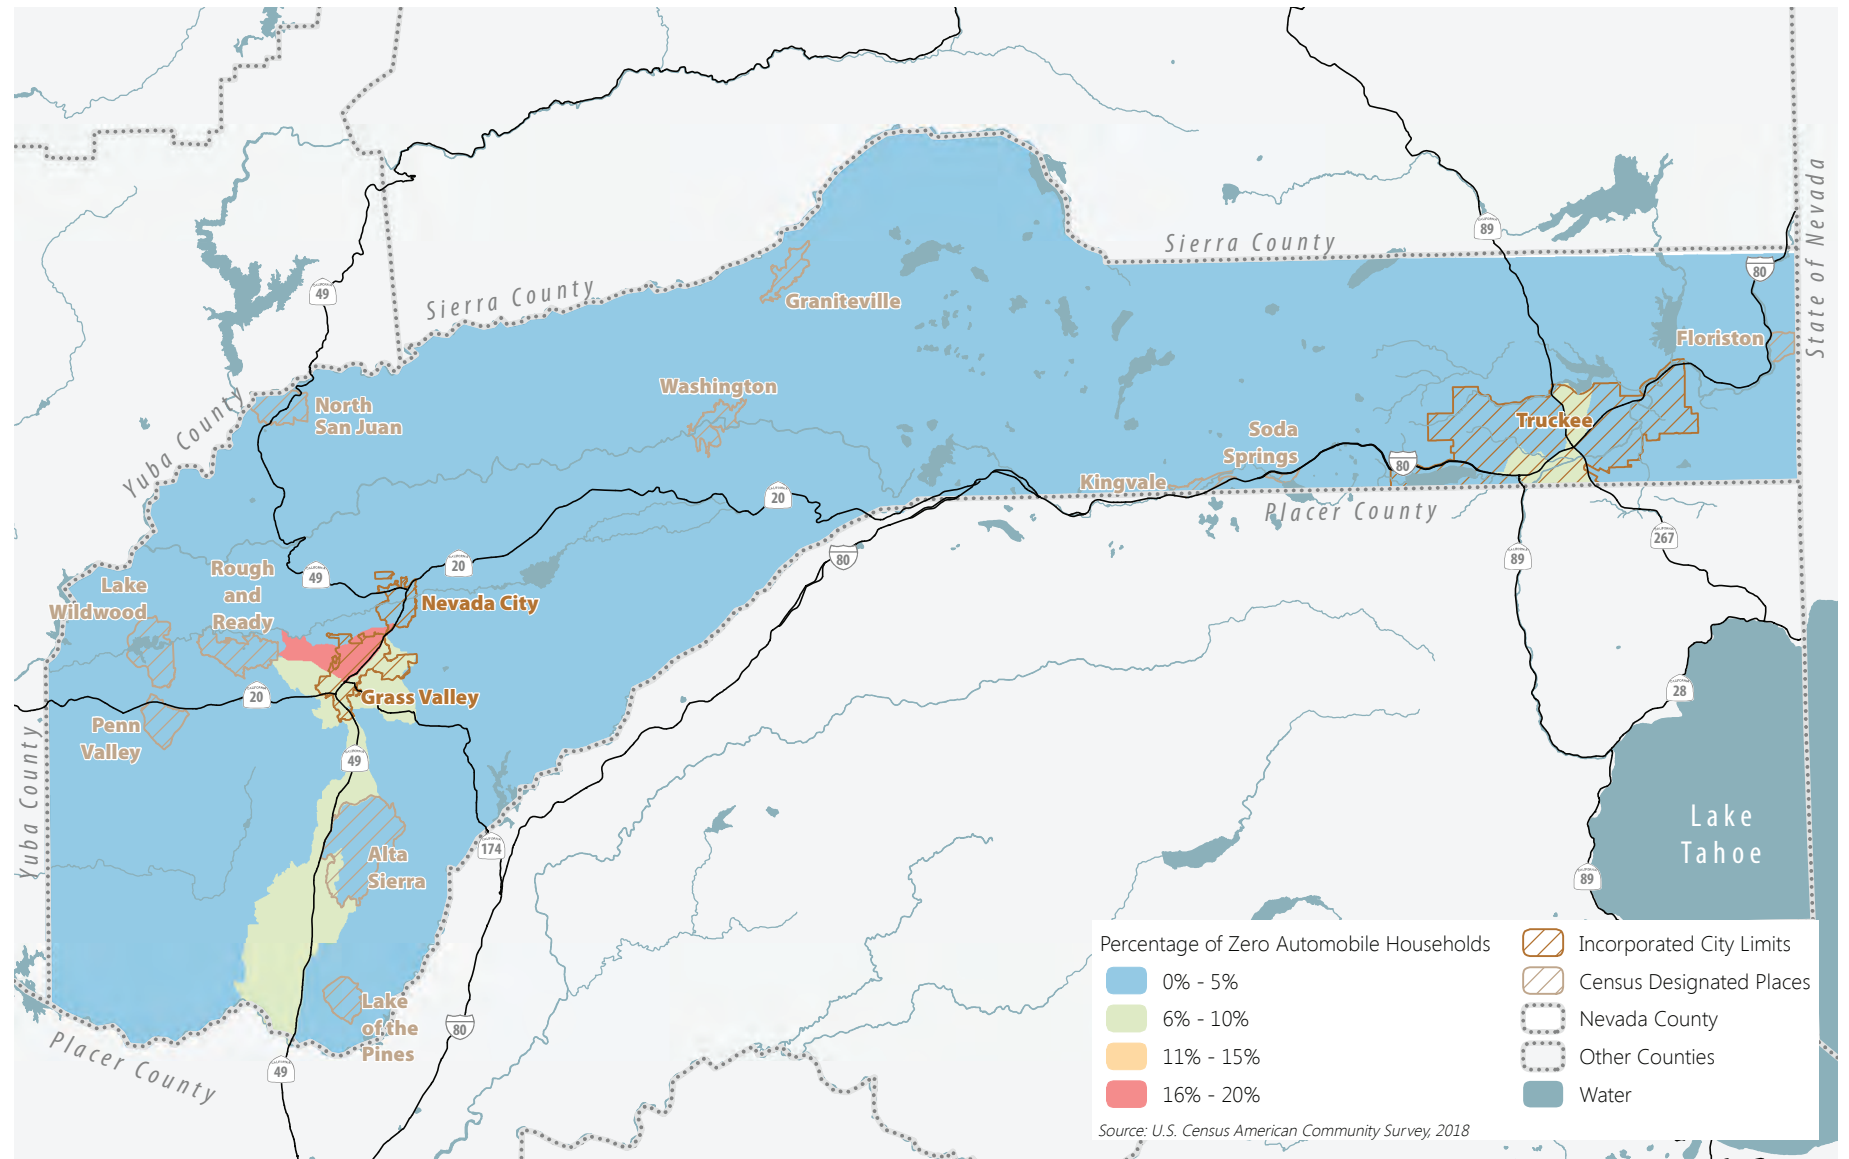 Sierra County
State of Nevada
89
80
49
Sierra County
Graniteville
Floriston
Washington
North
San Juan
Yuba County
Truckee
Soda
Springs
80
Kingvale
20
Placer County
267
80
89
20
49
Rough
and
Ready
Lake
Wildwood
Nevada City
20
Grass Valley
28
Penn
Valley
49
Yuba County
174
Lake
Tahoe
Alta
Sierra
89
Lake
of the
Pines
80
Placer County
49
Percentage of Zero Automobile Households
0% - 5%
6% - 10%
11% - 15%
16% - 20%
Source: U.S. Census American Community Survey, 2018
Incorporated City Limits
Census Designated Places
Nevada County
Other Counties
Water